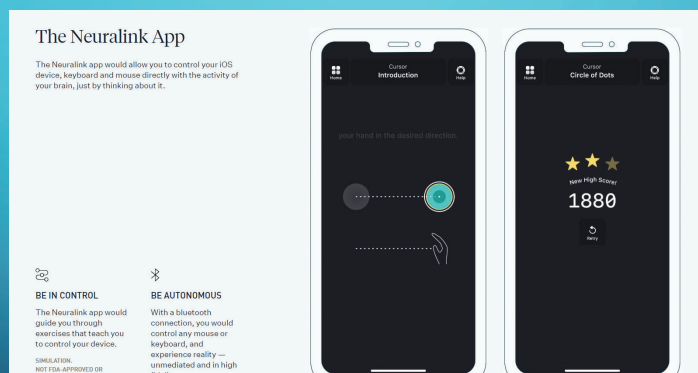 The Neuralink App
The Neuralink app would allow you to control your iOS
device, keyboard and mouse directly with the activity of
your brain, just by thinking about it.
BE IN CONTROL
The Neuralink app would
guide you through
exercises that teach you
to control your device.
SIMULATION.
NOT FDA-APPROVED OR
BE AUTONOMOUS
With a bluetooth
connection, you would
control any mouse or
keyboard, and
experience reality —
unmediated and in high
Home
Cursor
Introduction
Help
your hand in the desired direction.
Home
Cursor
Circle of Dots
Help
New High Score!
1880
Retry